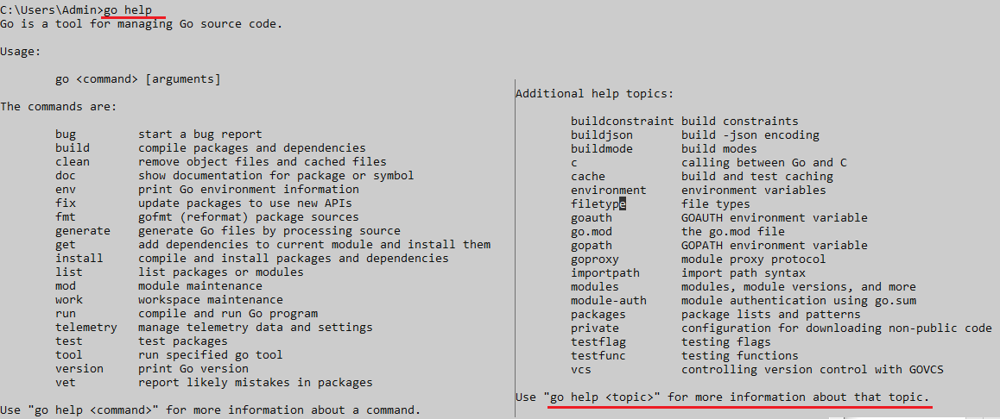 C:\Users\Admin>go help
Go is a tool for managing Go source code.
Usage:
go <command> [arguments]
The commands are:
bug start a bug report
build compile packages and dependencies
clean remove object files and cached files
doc show documentation for package or symbol
env print Go environment information
fix update packages to use new APIs
fmt gofmt (reformat) package sources
generate generate Go files by processing source
get add dependencies to current module and install them
install compile and install packages and dependencies
list list packages or modules
mod module maintenance
work workspace maintenance
run compile and run Go program
telemetry manage telemetry data and settings
test test packages
tool run specified go tool
version print Go version
vet report likely mistakes in packages
Use "go help <command>" for more information about a command.
Additional help topics:
buildconstraint build constraints
buildjson build -json encoding
buildmode build modes
c calling between Go and C
cache build and test caching
environment environment variables
filetype file types
goauth GOAUTH environment variable
go.mod the go.mod file
gopath GOPATH environment variable
goproxy module proxy protocol
importpath import path syntax
modules modules, module versions, and more
module-auth module authentication using go.sum
packages package lists and patterns
private configuration for downloading non-public code
testflag testing flags
testfunc testing functions
vcs controlling version control with GOVCS
Use "go help <topic>" for more information about that topic.